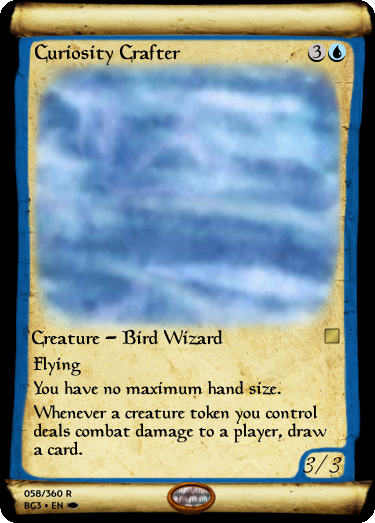 Curiosity Crafter 3
Creature – Bird Wizard
Flying
You have no maximum hand size.
Whenever a creature token you control
deals combat damage to a player, draw
a card.
3/3
058/360 R
BG3 • EN